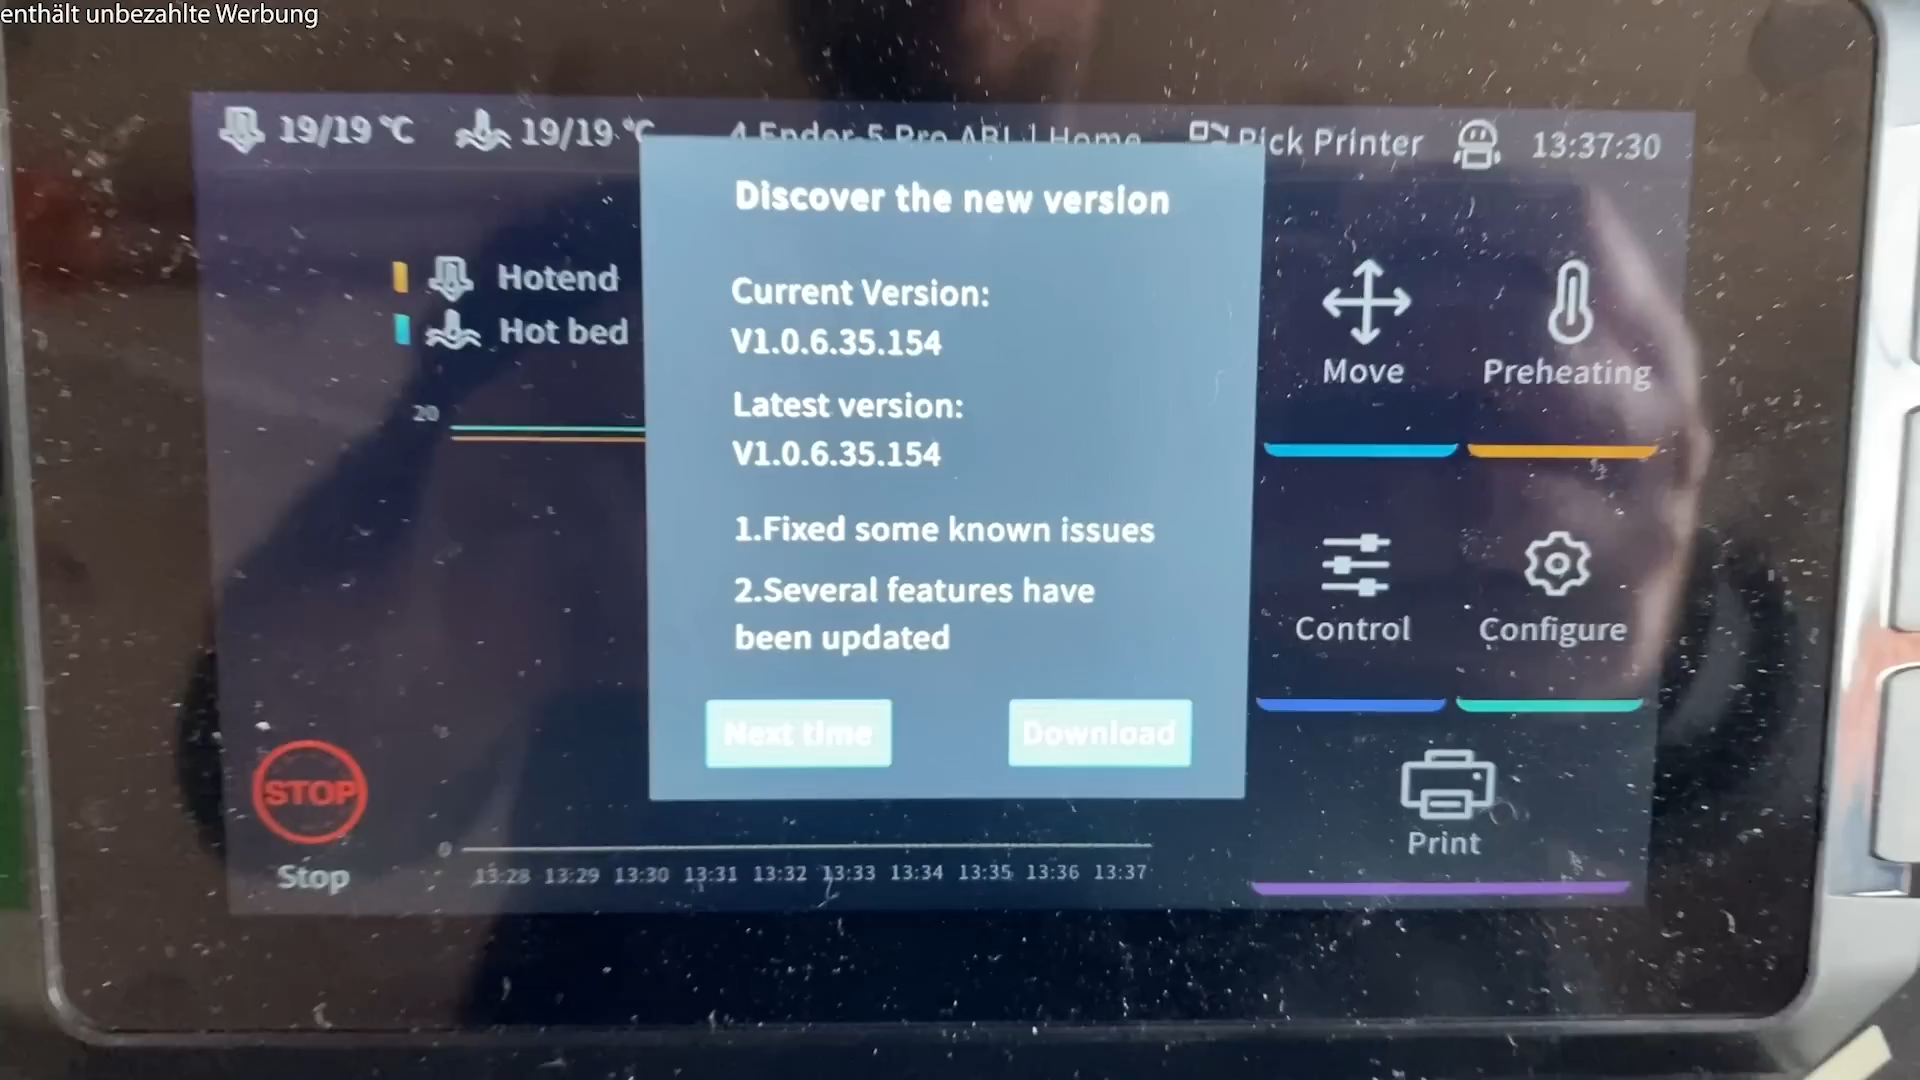 enthält unbezahlte Werbung
19/19 °C 19/19 °C 4 Ender-5 Pro ABL | Home Pick Printer 13:37:30
Discover the new version
Hotend
Hot bed
Current Version:
V1.0.6.35.154
Latest version:
V1.0.6.35.154
1.Fixed some known issues
2.Several features have
been updated
Next time Download
20
0
13:28 13:29 13:30 13:31 13:32 13:33 13:34 13:35 13:36 13:37
STOP
Stop
Move Preheating
Control Configure
Print